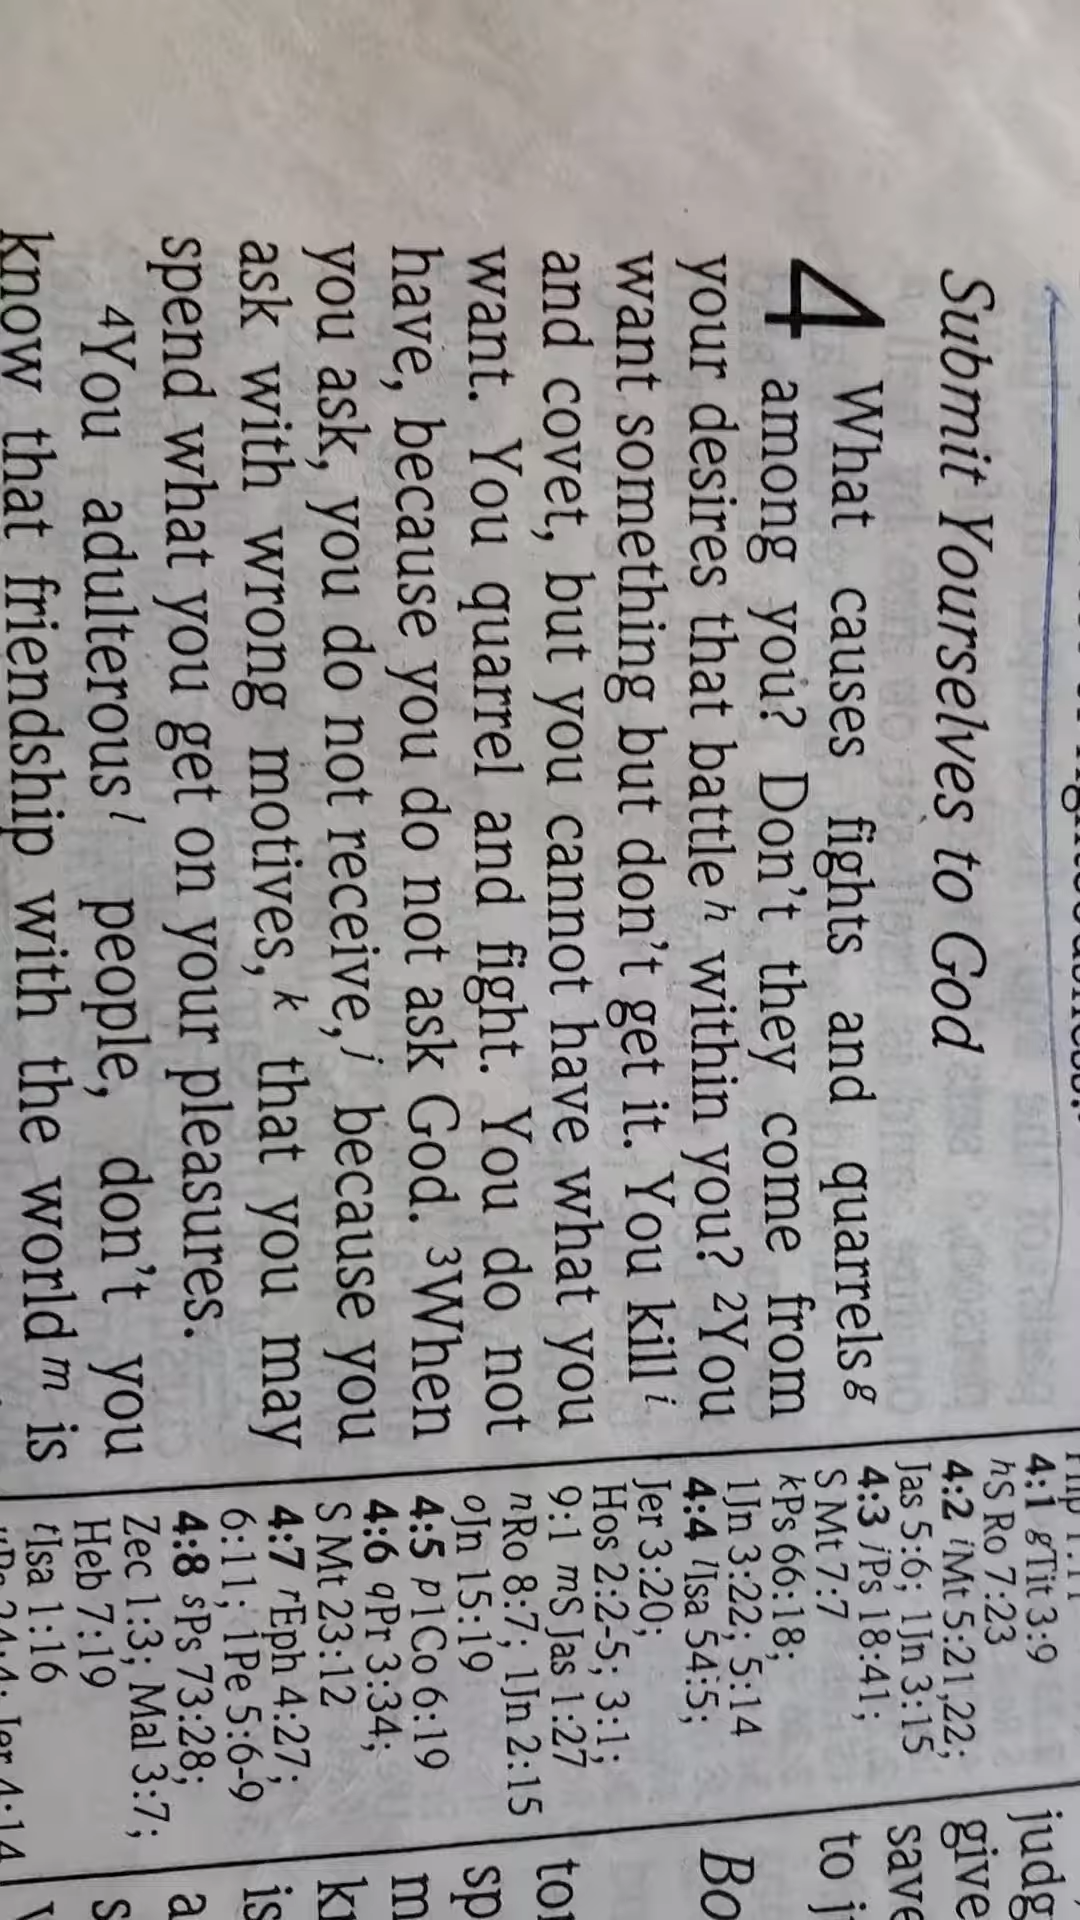 Submit Yourselves to God
4 What causes fights and quarrels g
among you? Don't they come from
your desires that battle h within you? 2You
want something but don't get it. You kill i
and covet, but you cannot have what you
want. You quarrel and fight. You do not
have, because you do not ask God. 3When
you ask, you do not receive, j because you
ask with wrong motives, k that you may
spend what you get on your pleasures.
4You adulterous l people, don't you
know that friendship with the world m is
4:1 gTit 3:9
hS Ro 7:23
4:2 iMt 5:21,22;
Jas 5:6; 1Jn 3:15
4:3 jPs 18:41;
S Mt 7:7
kPs 66:18;
1Jn 3:22; 5:14
4:4 lIsa 54:5;
Jer 3:20;
Hos 2:2-5; 3:1;
9:1 mS Jas 1:27
nRo 8:7; 1Jn 2:15
oJn 15:19
4:5 p1Co 6:19
4:6 qPr 3:34;
S Mt 23:12
4:7 rEph 4:27;
6:11; 1Pe 5:6-9
4:8 sPs 73:28;
Zec 1:3; Mal 3:7;
Heb 7:19
tIsa 1:16
Jer 4:14
judg
give
save
to j
Bo
to
sp
m
k
is
a
s